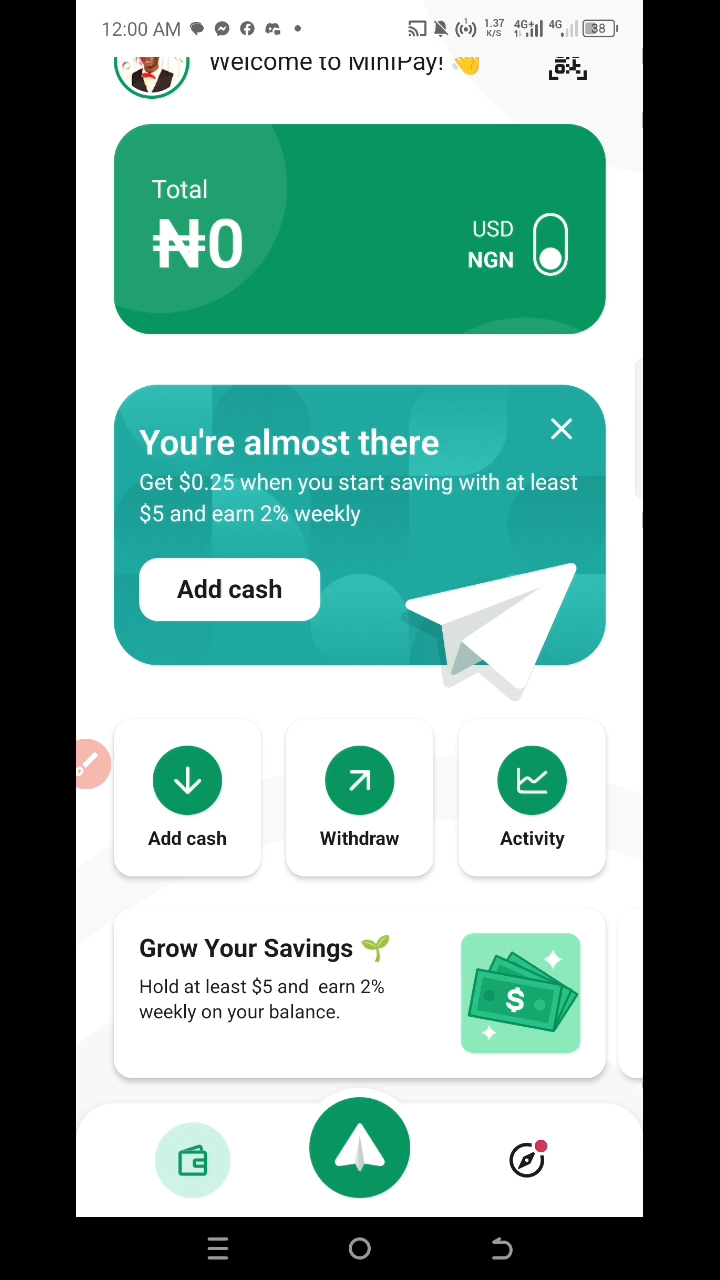 12:00 AM 1.37 K/S 4G+ 4G 38
Welcome to MiniPay! 👋
Total
₦0
USD
NGN
You're almost there
Get $0.25 when you start saving with at least
$5 and earn 2% weekly
Add cash
Add cash Withdraw Activity
Grow Your Savings 🌱
Hold at least $5 and earn 2%
weekly on your balance.
$